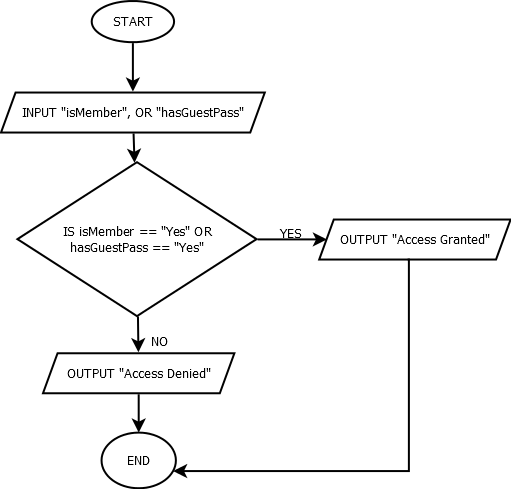 START
INPUT "isMember", OR "hasGuestPass"
IS isMember == "Yes" OR
hasGuestPass == "Yes"
YES
OUTPUT "Access Granted"
NO
OUTPUT "Access Denied"
END